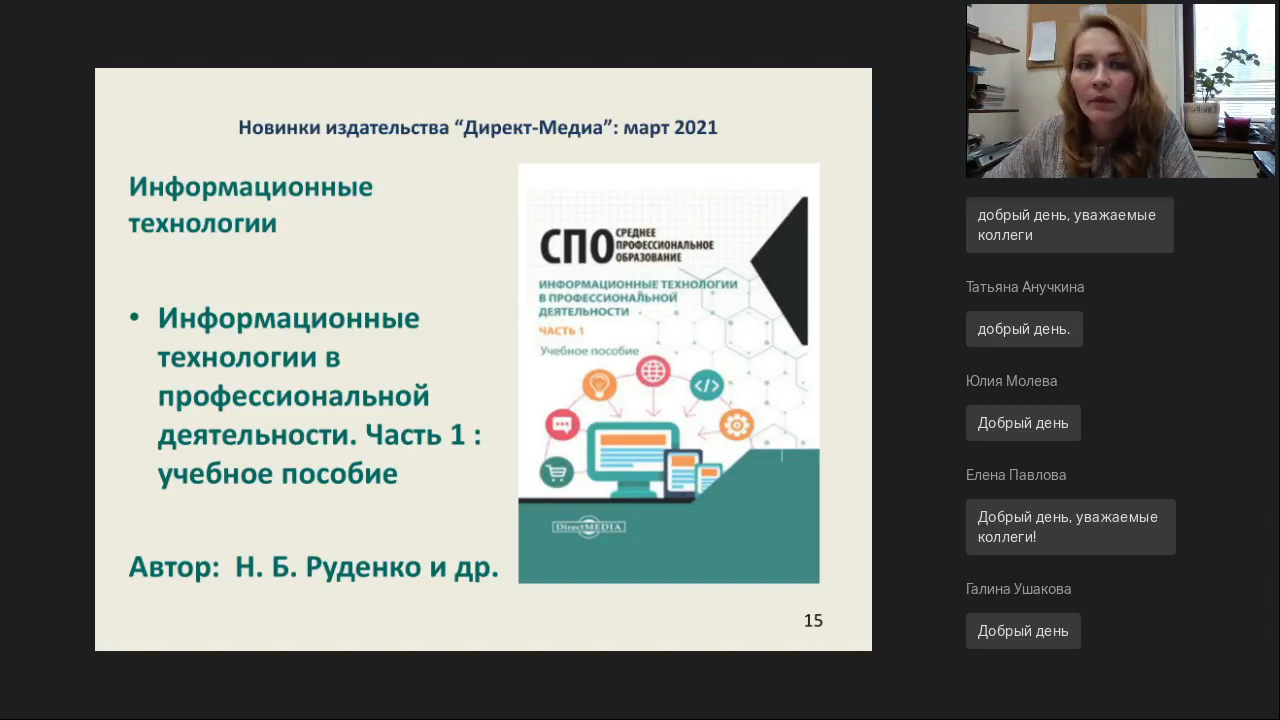 Новинки издательства “Директ-Медиа”: март 2021
Информационные
технологии
• Информационные
технологии в
профессиональной
деятельности. Часть 1 :
учебное пособие
Автор: Н. Б. Руденко и др.
СПО СРЕДНЕЕ
ПРОФЕССИОНАЛЬНОЕ
ОБРАЗОВАНИЕ
ИНФОРМАЦИОННЫЕ ТЕХНОЛОГИИ
В ПРОФЕССИОНАЛЬНОЙ
ДЕЯТЕЛЬНОСТИ
ЧАСТЬ 1
Учебное пособие
DirectMEDIA
15
добрый день, уважаемые
коллеги
Татьяна Анучкина
добрый день.
Юлия Молева
Добрый день
Елена Павлова
Добрый день, уважаемые
коллеги!
Галина Ушакова
Добрый день